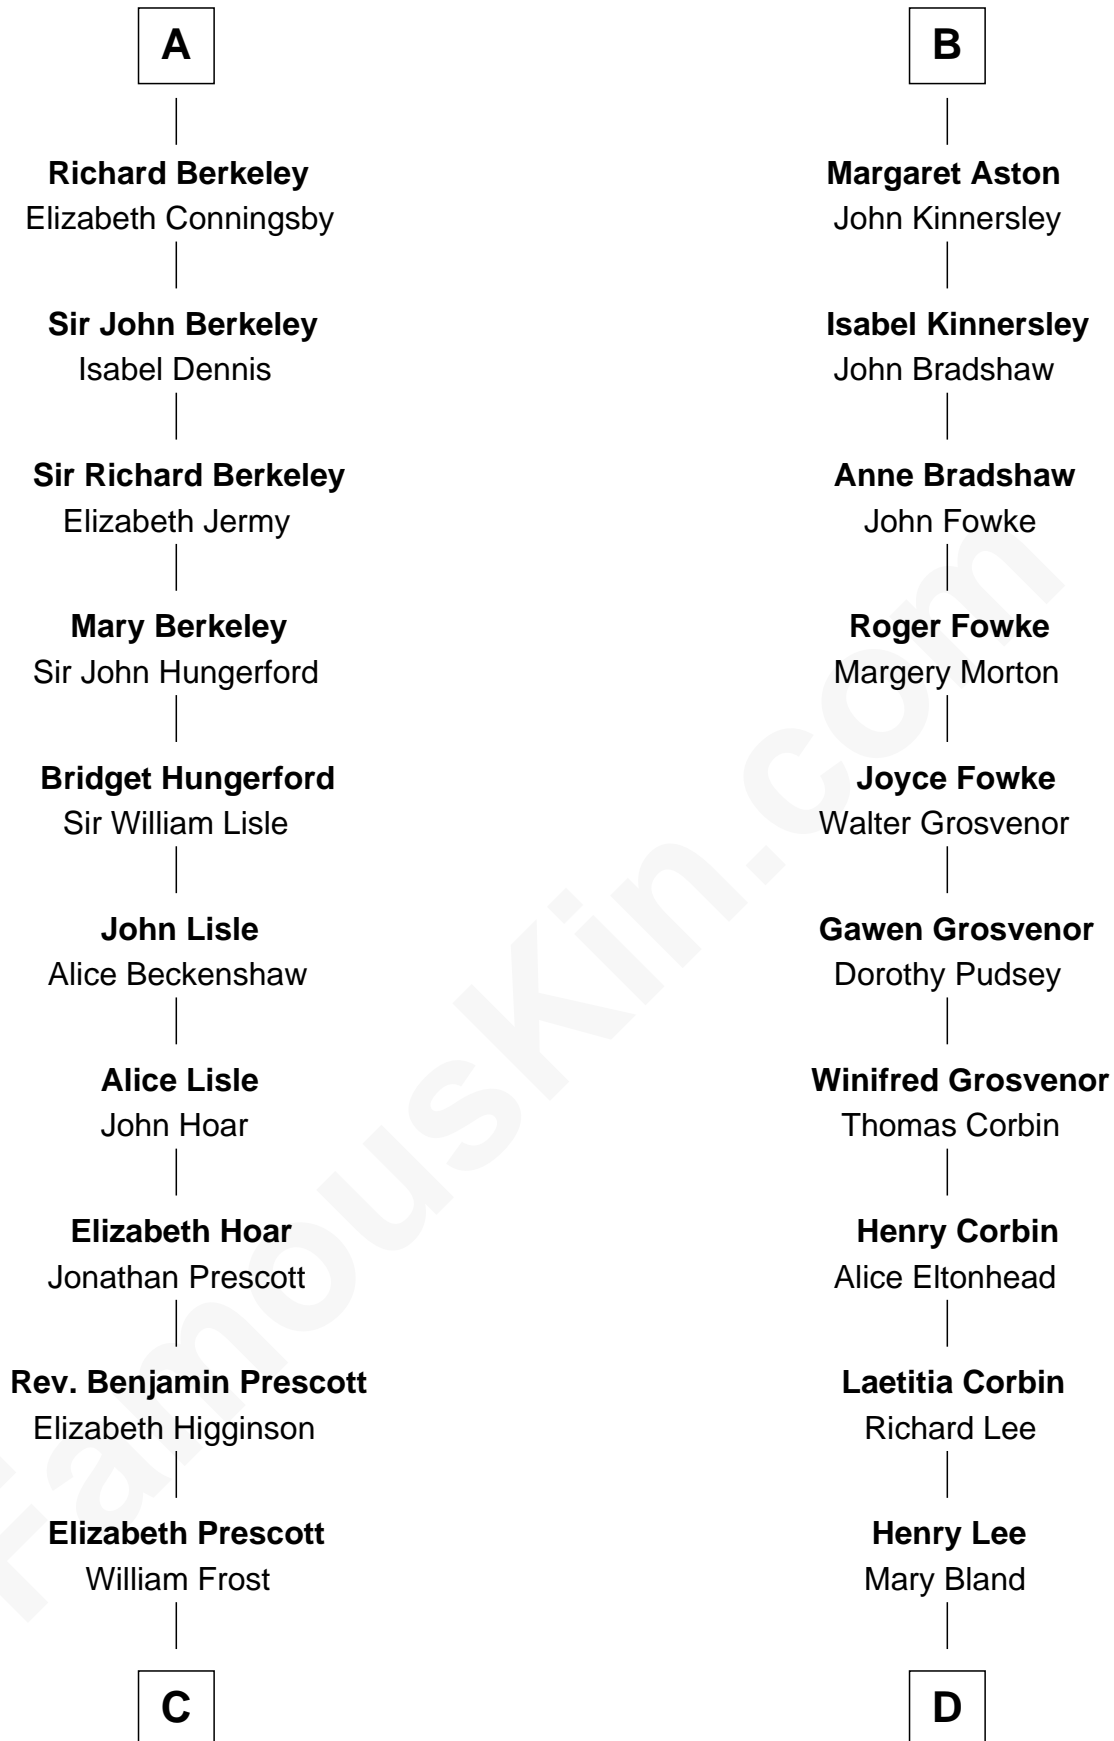 A
Richard Berkeley
Elizabeth Conningsby
Sir John Berkeley
Isabel Dennis
Sir Richard Berkeley
Elizabeth Jermy
Mary Berkeley
Sir John Hungerford
Bridget Hungerford
Sir William Lisle
John Lisle
Alice Beckenshaw
Alice Lisle
John Hoar
Elizabeth Hoar
Jonathan Prescott
Rev. Benjamin Prescott
Elizabeth Higginson
Elizabeth Prescott
William Frost
C
B
Margaret Aston
John Kinnersley
Isabel Kinnersley
John Bradshaw
Anne Bradshaw
John Fowke
Roger Fowke
Margery Morton
Joyce Fowke
Walter Grosvenor
Gawen Grosvenor
Dorothy Pudsey
Winifred Grosvenor
Thomas Corbin
Henry Corbin
Alice Eltonhead
Laetitia Corbin
Richard Lee
Henry Lee
Mary Bland
D
FamousKin.com